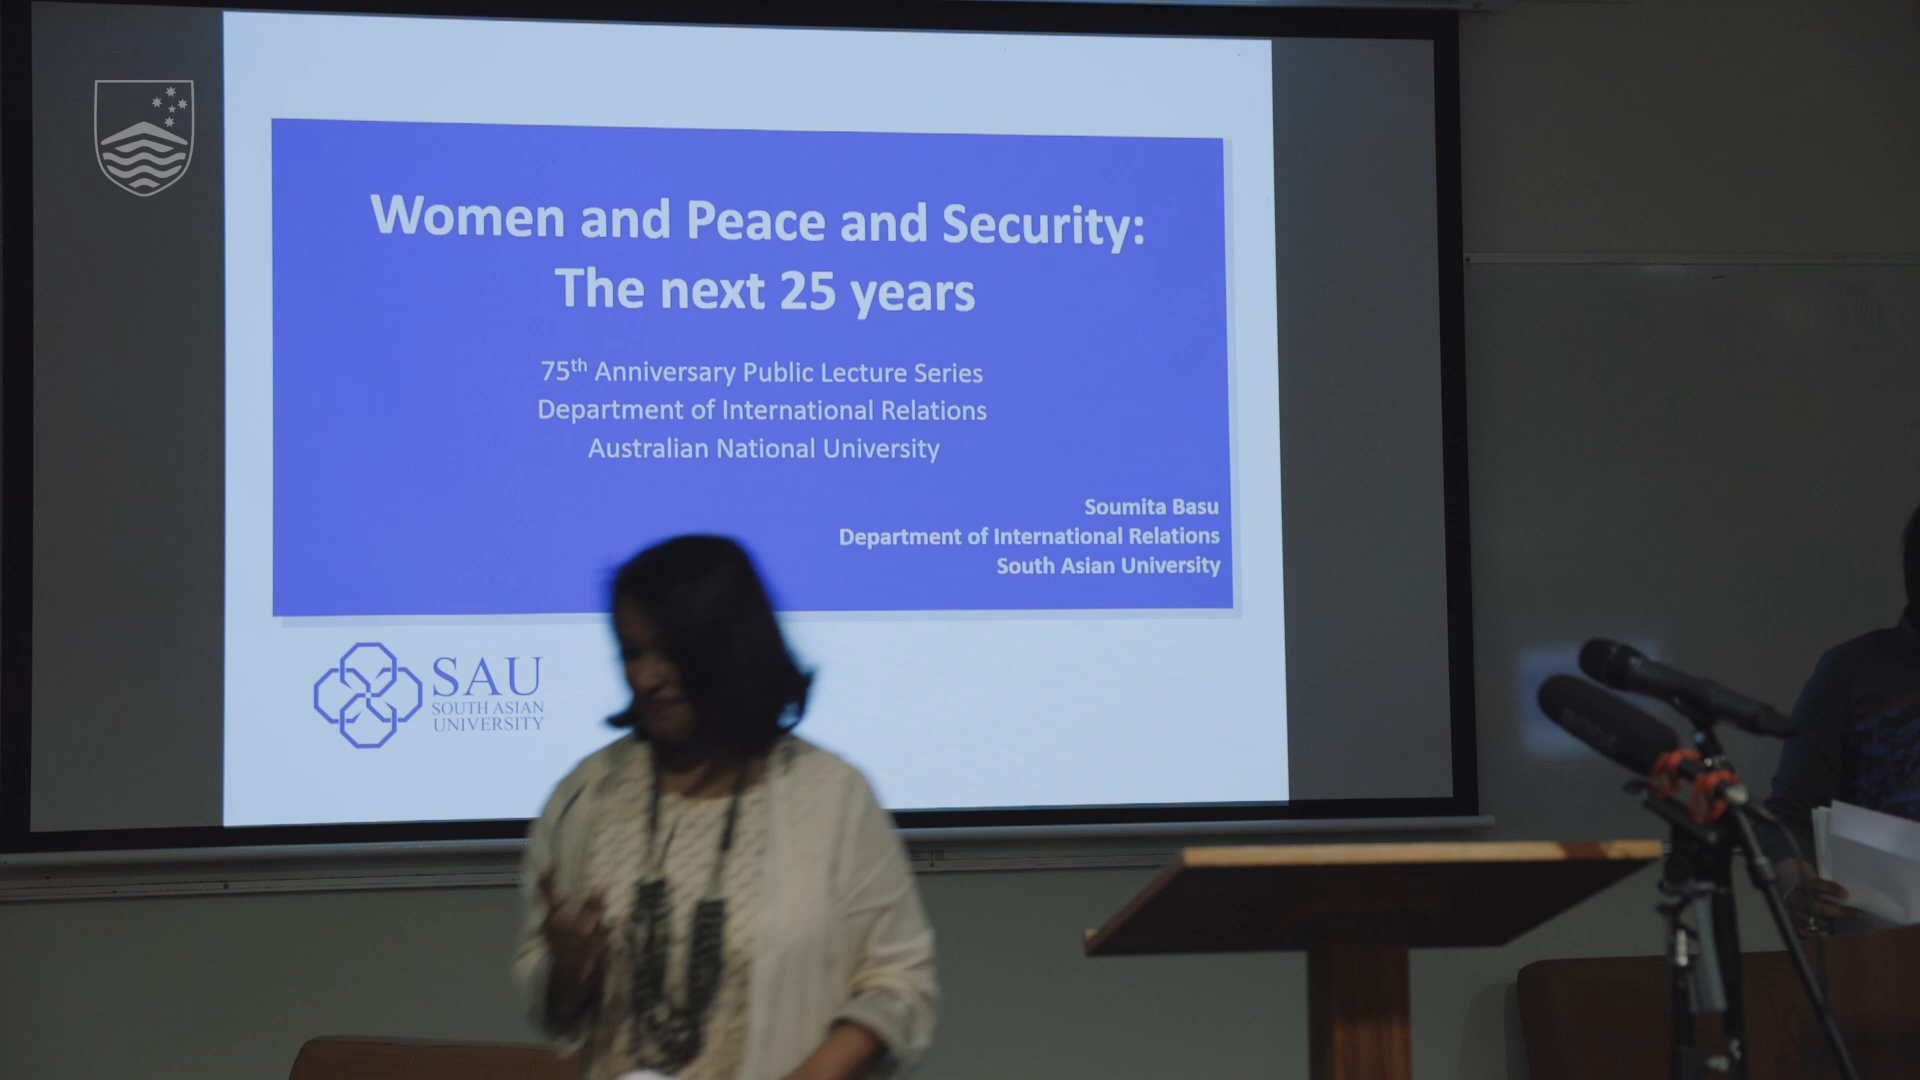 Women and Peace and Security:
The next 25 years
75th Anniversary Public Lecture Series
Department of International Relations
Australian National University
Soumita Basu
Department of International Relations
South Asian University
SAU
SOUTH ASIAN
UNIVERSITY